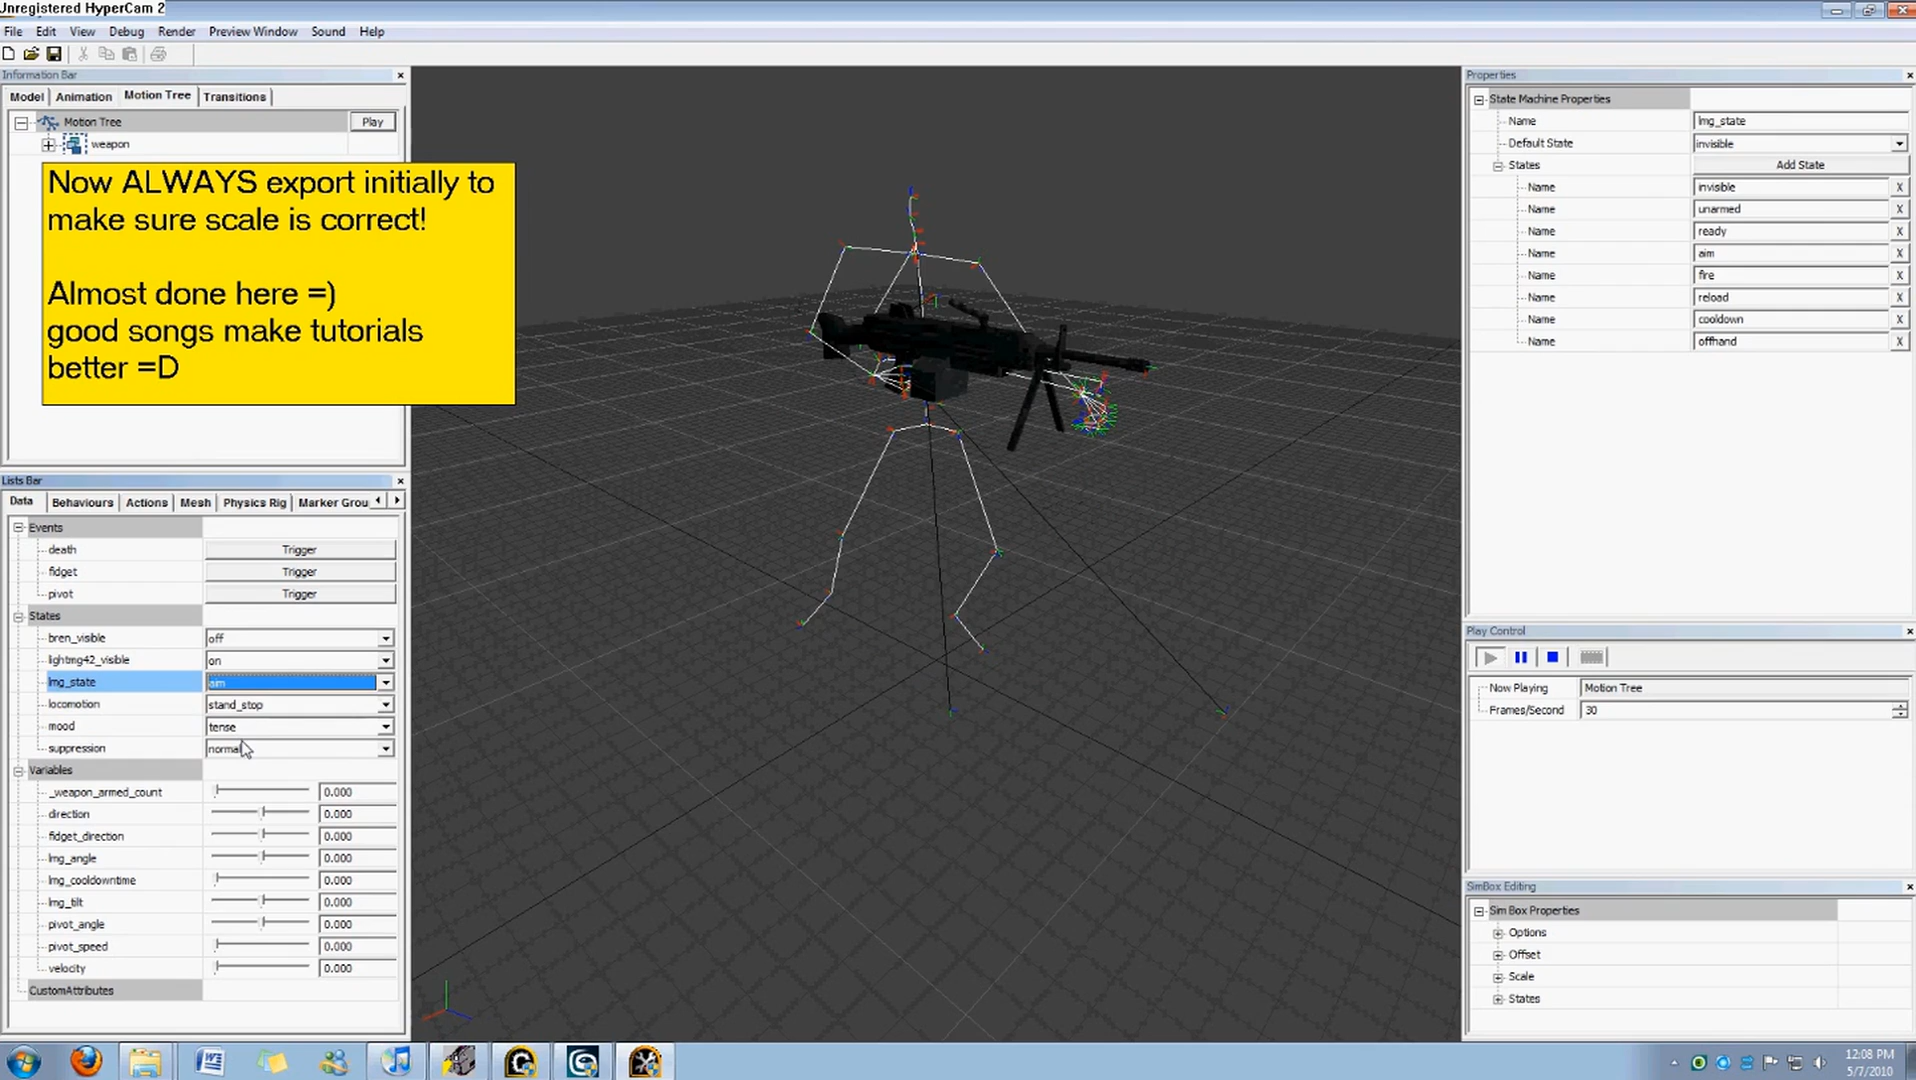 Unregistered HyperCam 2
File Edit View Debug Render Preview Window Sound Help
Information Bar
Model Animation Motion Tree Transitions
Motion Tree Play
weapon
Now ALWAYS export initially to
make sure scale is correct!
Almost done here =)
good songs make tutorials
better =D
Lists Bar
Data Behaviours Actions Mesh Physics Rig Marker Grou
Events
death Trigger
fidget Trigger
pivot Trigger
States
bren_visible off
lightmg42_visible on
lmg_state aim
locomotion stand_stop
mood tense
suppression normal
Variables
_weapon_armed_count 0.000
direction 0.000
fidget_direction 0.000
lmg_angle 0.000
lmg_cooldowntime 0.000
lmg_tilt 0.000
pivot_angle 0.000
pivot_speed 0.000
velocity 0.000
CustomAttributes
Properties
State Machine Properties
Name lmg_state
Default State invisible
States Add State
Name invisible X
Name unarmed X
Name ready X
Name aim X
Name fire X
Name reload X
Name cooldown X
Name offhand X
Play Control
Now Playing Motion Tree
Frames/Second 30
SimBox Editing
Sim Box Properties
Options
Offset
Scale
States
12:08 PM
5/7/2010